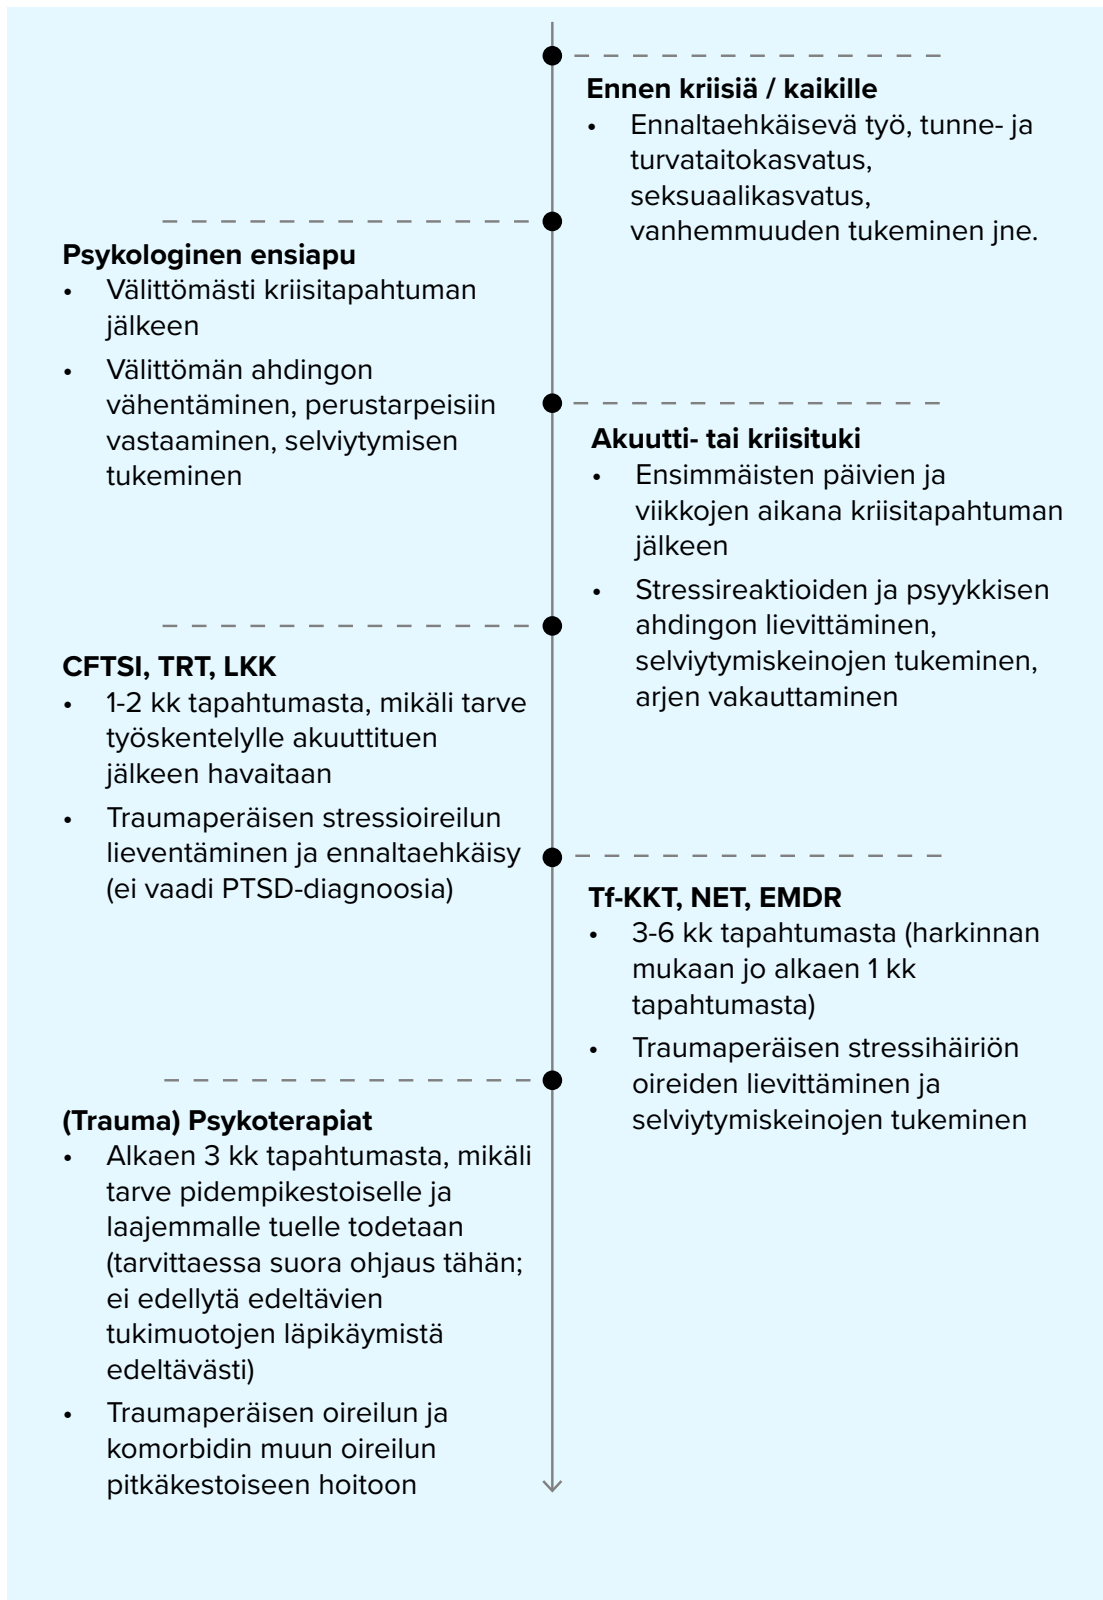 Ennen kriisiä / kaikille
• Ennaltaehkäisevä työ, tunne- ja
turvataitokasvatus,
seksuaalikasvatus,
vanhemmuuden tukeminen jne.
Psykologinen ensiapu
• Välittömästi kriisitapahtuman
jälkeen
• Välittömän ahdingon
vähentäminen, perustarpeisiin
vastaaminen, selviytymisen
tukeminen
Akuutti- tai kriisituki
• Ensimmäisten päivien ja
viikkojen aikana kriisitapahtuman
jälkeen
• Stressireaktioiden ja psyykkisen
ahdingon lievittäminen,
selviytymiskeinojen tukeminen,
arjen vakauttaminen
CFTSI, TRT, LKK
• 1-2 kk tapahtumasta, mikäli tarve
työskentelylle akuuttituen
jälkeen havaitaan
• Traumaperäisen stressioireilun
lieventäminen ja ennaltaehkäisy
(ei vaadi PTSD-diagnoosia)
Tf-KKT, NET, EMDR
• 3-6 kk tapahtumasta (harkinnan
mukaan jo alkaen 1 kk
tapahtumasta)
• Traumaperäisen stressihäiriön
oireiden lievittäminen ja
selviytymiskeinojen tukeminen
(Trauma) Psykoterapiat
• Alkaen 3 kk tapahtumasta, mikäli
tarve pidempikestoiselle ja
laajemmalle tuelle todetaan
(tarvittaessa suora ohjaus tähän;
ei edellytä edeltävien
tukimuotojen läpikäymistä
edeltävästi)
• Traumaperäisen oireilun ja
komorbidin muun oireilun
pitkäkestoiseen hoitoon